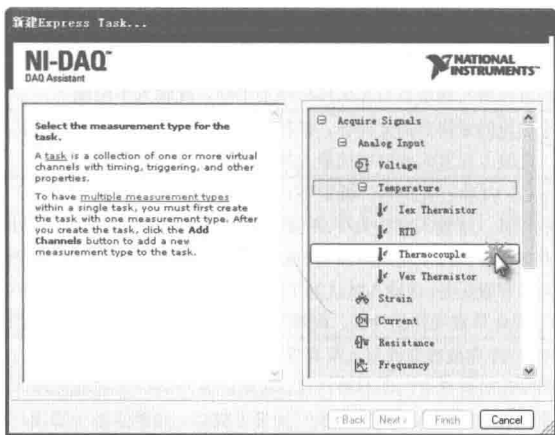 新建Express Task...
NI-DAQ™
DAQ Assistant
NATIONAL
INSTRUMENTS™
Select the measurement type for the
task.
A task is a collection of one or more virtual
channels with timing, triggering, and other
properties.
To have multiple measurement types
within a single task, you must first create
the task with one measurement type. After
you create the task, click the Add
Channels button to add a new
measurement type to the task.
Acquire Signals
Analog Input
Voltage
Temperature
Iex Thermistor
RTD
Thermocouple
Vex Thermistor
Strain
Current
Resistance
Frequency
< Back
Next >
Finish
Cancel